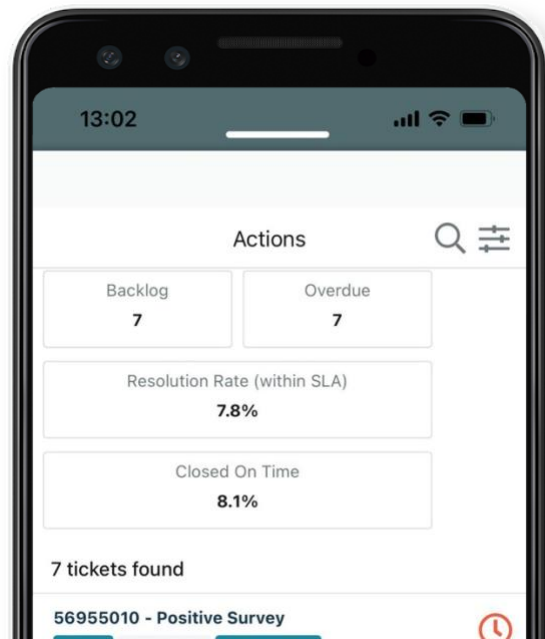 13:02
Actions
Backlog Overdue
7 7
Resolution Rate (within SLA)
7.8%
Closed On Time
8.1%
7 tickets found
56955010 - Positive Survey